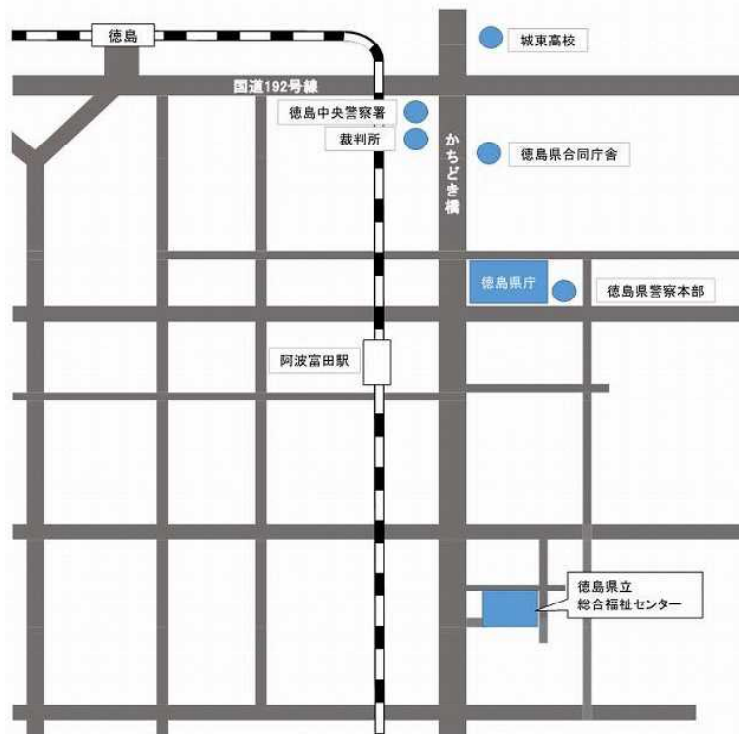 徳島
城東高校
国道192号線
徳島中央警察署
裁判所
かちどき橋
徳島県合同庁舎
徳島県庁
徳島県警察本部
阿波富田駅
徳島県立
総合福祉センター